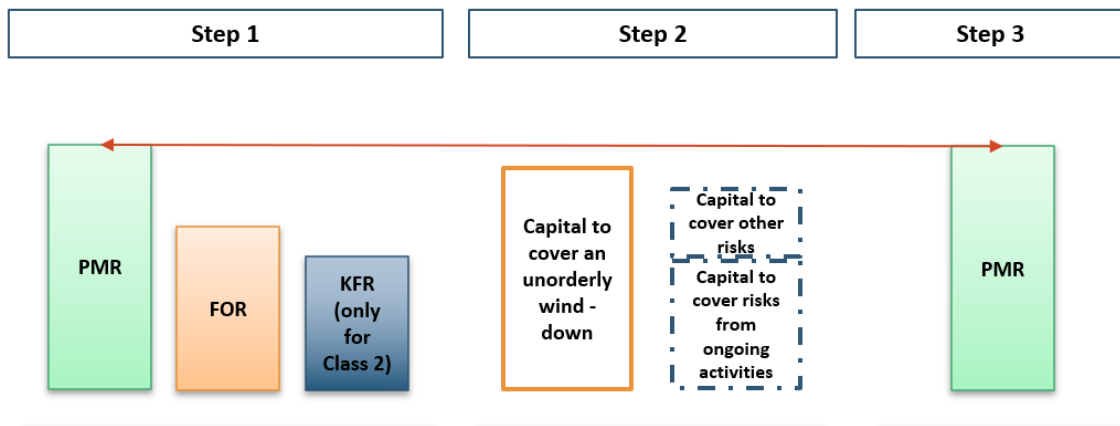 Step 1
Step 2
Step 3
PMR
FOR
KFR
(only
for
Class 2)
Capital to
cover an
unorderly
wind -
down
Capital to
cover other
risks
Capital to
cover risks
from
ongoing
activities
PMR